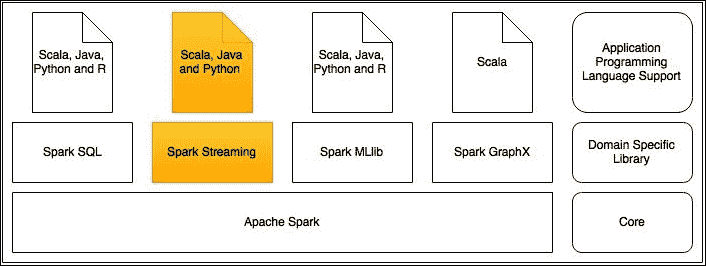 Scala, Java,
Python and R
Scala, Java
and Python
Scala, Java,
Python and R
Scala
Application
Programming
Language Support
Spark SQL
Spark Streaming
Spark MLlib
Spark GraphX
Domain Specific
Library
Apache Spark
Core